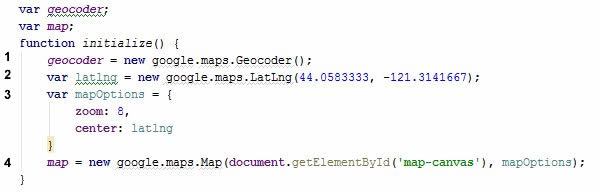 var geocoder;
var map;
function initialize() {
1 geocoder = new google.maps.Geocoder();
2 var latlng = new google.maps.LatLng(44.0583333, -121.3141667);
3 var mapOptions = {
zoom: 8,
center: latlng
}
4 map = new google.maps.Map(document.getElementById('map-canvas'), mapOptions);
}